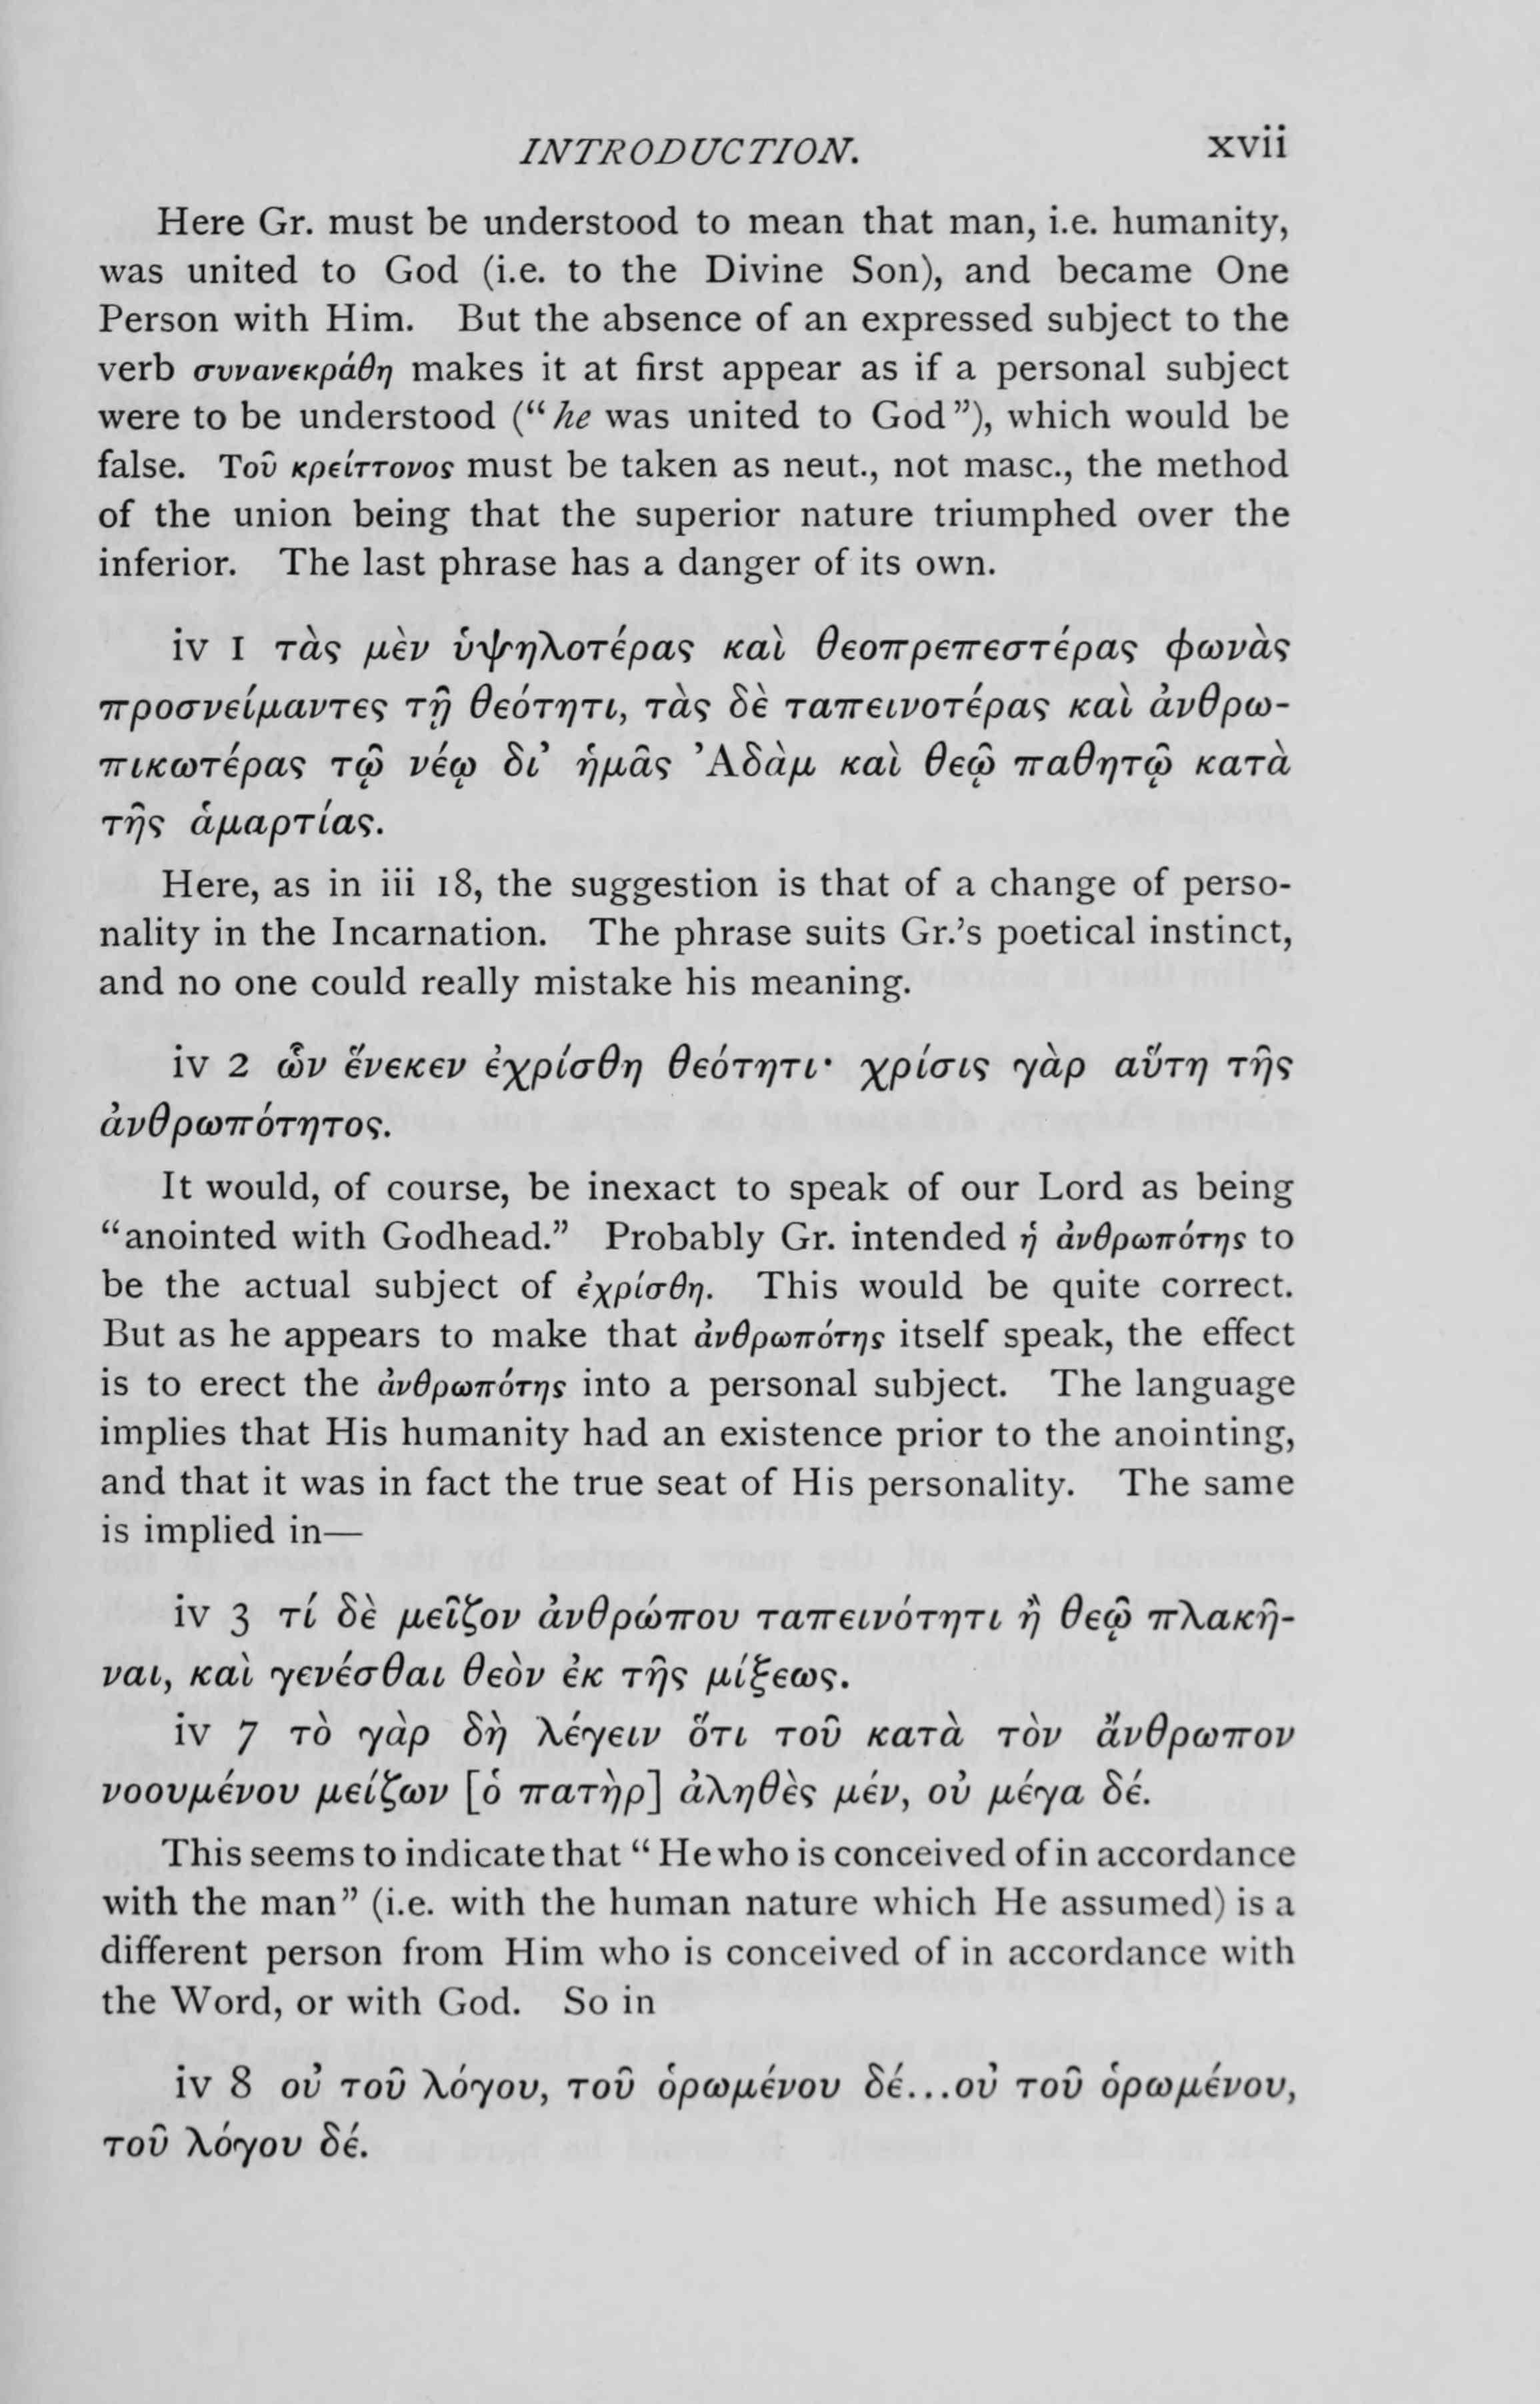 INTRODUCTION. xvii
Here Gr. must be understood to mean that man, i.e. humanity,
was united to God (i.e. to the Divine Son), and became One
Person with Him. But the absence of an expressed subject to the
verb συνανεκράθη makes it at first appear as if a personal subject
were to be understood (“he was united to God”), which would be
false. Τοῦ κρείττονος must be taken as neut., not masc., the method
of the union being that the superior nature triumphed over the
inferior. The last phrase has a danger of its own.
iv 1 τὰς μὲν ὑψηλοτέρας καὶ θεοπρεπεστέρας φωνὰς
προσνείμαντες τῇ θεότητι, τὰς δὲ ταπεινοτέρας καὶ ἀνθρω-
πικωτέρας τῷ νέῳ δι’ ἡμᾶς Ἀδὰμ καὶ θεῷ παθητῷ κατὰ
τῆς ἁμαρτίας.
Here, as in iii 18, the suggestion is that of a change of perso-
nality in the Incarnation. The phrase suits Gr.’s poetical instinct,
and no one could really mistake his meaning.
iv 2 ὧν ἕνεκεν ἐχρίσθη θεότητι· χρίσις γὰρ αὕτη τῆς
ἀνθρωπότητος.
It would, of course, be inexact to speak of our Lord as being
“anointed with Godhead.” Probably Gr. intended ἡ ἀνθρωπότης to
be the actual subject of ἐχρίσθη. This would be quite correct.
But as he appears to make that ἀνθρωπότης itself speak, the effect
is to erect the ἀνθρωπότης into a personal subject. The language
implies that His humanity had an existence prior to the anointing,
and that it was in fact the true seat of His personality. The same
is implied in—
iv 3 τί δὲ μεῖζον ἀνθρώπου ταπεινότητι ἢ θεῷ πλακῆ-
ναι, καὶ γενέσθαι θεὸν ἐκ τῆς μίξεως.
iv 7 τὸ γὰρ δὴ λέγειν ὅτι τοῦ κατὰ τὸν ἄνθρωπον
νοουμένου μείζων [ὁ πατὴρ] ἀληθὲς μέν, οὐ μέγα δέ.
This seems to indicate that “He who is conceived of in accordance
with the man” (i.e. with the human nature which He assumed) is a
different person from Him who is conceived of in accordance with
the Word, or with God. So in
iv 8 οὐ τοῦ λόγου, τοῦ ὁρωμένου δέ...οὐ τοῦ ὁρωμένου,
τοῦ λόγου δέ.